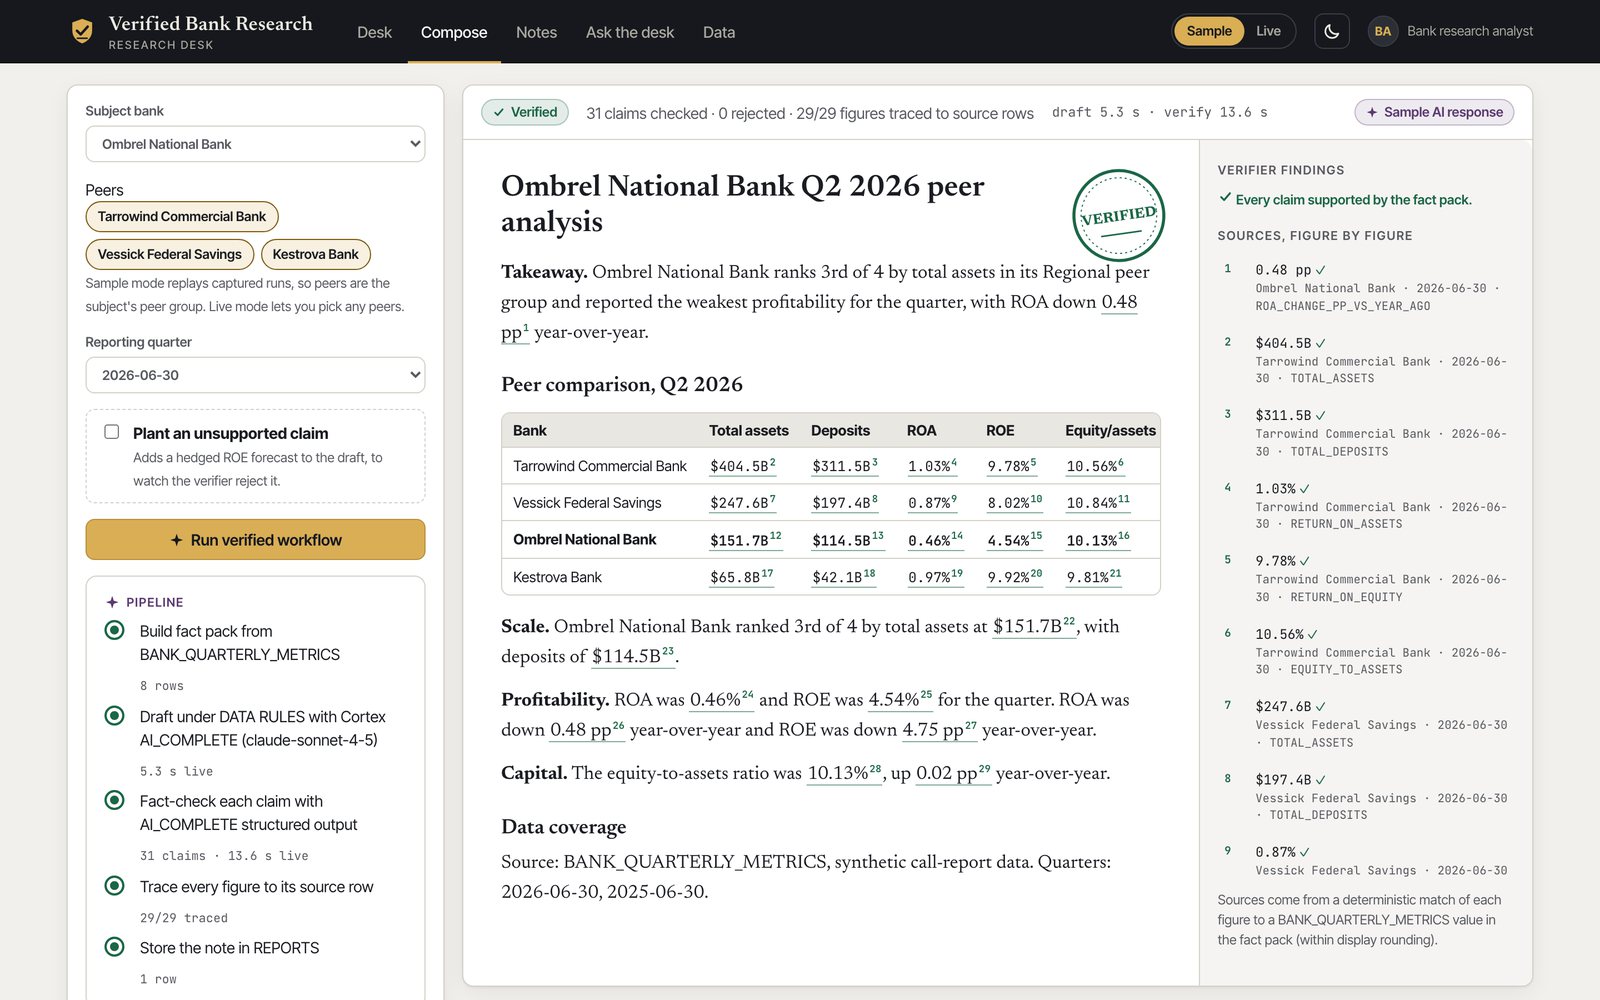 Verified Bank Research
RESEARCH DESK
Desk
Compose
Notes
Ask the desk
Data
Sample
Live
BA
Bank research analyst
Subject bank
Ombrel National Bank
Peers
Tarrowind Commercial Bank
Vessick Federal Savings
Kestrova Bank
Sample mode replays captured runs, so peers are the
subject's peer group. Live mode lets you pick any peers.
Reporting quarter
2026-06-30
Plant an unsupported claim
Adds a hedged ROE forecast to the draft, to
watch the verifier reject it.
Run verified workflow
PIPELINE
Build fact pack from
BANK_QUARTERLY_METRICS
8 rows
Draft under DATA RULES with Cortex
AI_COMPLETE (claude-sonnet-4-5)
5.3 s live
Fact-check each claim with
AI_COMPLETE structured output
31 claims · 13.6 s live
Trace every figure to its source row
29/29 traced
Store the note in REPORTS
1 row
Verified
31 claims checked · 0 rejected · 29/29 figures traced to source rows
draft 5.3 s · verify 13.6 s
Sample AI response
Ombrel National Bank Q2 2026 peer
analysis
VERIFIED
Takeaway. Ombrel National Bank ranks 3rd of 4 by total assets in its Regional peer
group and reported the weakest profitability for the quarter, with ROA down 0.48
pp1 year-over-year.
Peer comparison, Q2 2026
Bank Total assets Deposits ROA ROE Equity/assets
Tarrowind Commercial Bank $404.5B2 $311.5B3 1.03%4 9.78%5 10.56%6
Vessick Federal Savings $247.6B7 $197.4B8 0.87%9 8.02%10 10.84%11
Ombrel National Bank $151.7B12 $114.5B13 0.46%14 4.54%15 10.13%16
Kestrova Bank $65.8B17 $42.1B18 0.97%19 9.92%20 9.81%21
Scale. Ombrel National Bank ranked 3rd of 4 by total assets at $151.7B22, with
deposits of $114.5B23.
Profitability. ROA was 0.46%24 and ROE was 4.54%25 for the quarter. ROA was
down 0.48 pp26 year-over-year and ROE was down 4.75 pp27 year-over-year.
Capital. The equity-to-assets ratio was 10.13%28, up 0.02 pp29 year-over-year.
Data coverage
Source: BANK_QUARTERLY_METRICS, synthetic call-report data. Quarters:
2026-06-30, 2025-06-30.
VERIFIER FINDINGS
Every claim supported by the fact pack.
SOURCES, FIGURE BY FIGURE
1 0.48 pp
Ombrel National Bank · 2026-06-30 ·
ROA_CHANGE_PP_VS_YEAR_AGO
2 $404.5B
Tarrowind Commercial Bank · 2026-06-
30 · TOTAL_ASSETS
3 $311.5B
Tarrowind Commercial Bank · 2026-06-
30 · TOTAL_DEPOSITS
4 1.03%
Tarrowind Commercial Bank · 2026-06-
30 · RETURN_ON_ASSETS
5 9.78%
Tarrowind Commercial Bank · 2026-06-
30 · RETURN_ON_EQUITY
6 10.56%
Tarrowind Commercial Bank · 2026-06-
30 · EQUITY_TO_ASSETS
7 $247.6B
Vessick Federal Savings · 2026-06-30
· TOTAL_ASSETS
8 $197.4B
Vessick Federal Savings · 2026-06-30
· TOTAL_DEPOSITS
9 0.87%
Vessick Federal Savings · 2026-06-30
Sources come from a deterministic match of each
figure to a BANK_QUARTERLY_METRICS value in
the fact pack (within display rounding).